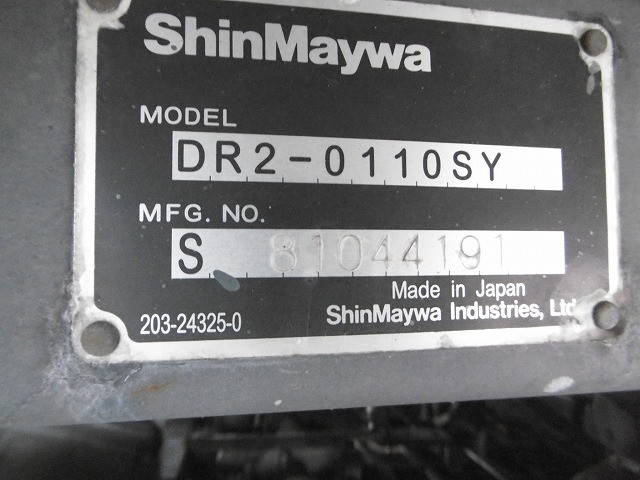 ShinMaywa
MODEL
DR2-0110SY
MFG. NO.
S 81044191
Made in Japan
203-24325-0
ShinMaywa Industries, Ltd